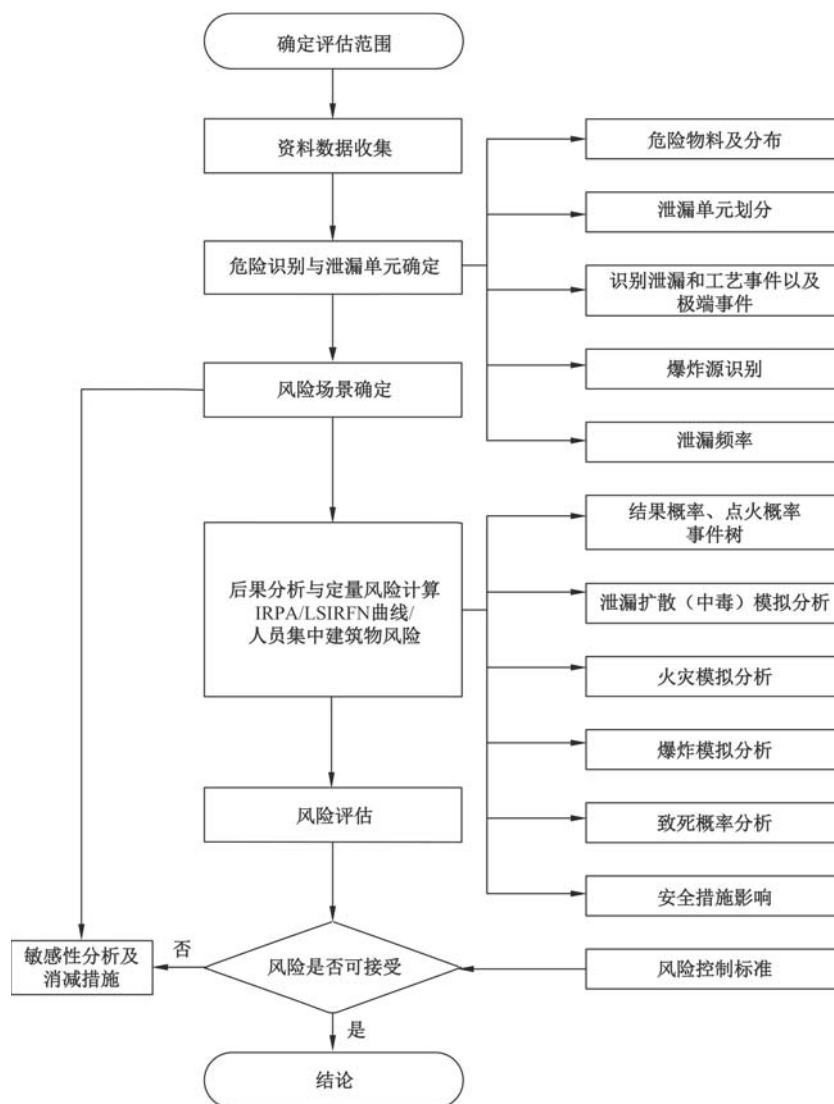 确定评估范围
资料数据收集
危险物料及分布
泄漏单元划分
危险识别与泄漏单元确定
识别泄漏和工艺事件以及
极端事件
爆炸源识别
风险场景确定
泄漏频率
结果概率、点火概率
事件树
后果分析与定量风险计算
IRPA/LSIRFN曲线/
人员集中建筑物风险
泄漏扩散（中毒）模拟分析
火灾模拟分析
爆炸模拟分析
风险评估
致死概率分析
安全措施影响
敏感性分析及
消减措施
否
风险是否可接受
风险控制标准
是
结论